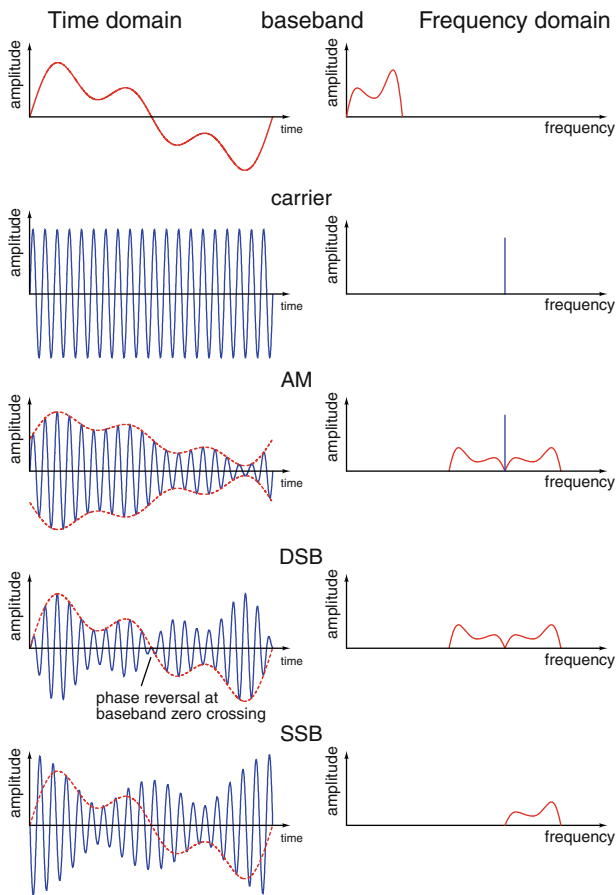 Time domain baseband Frequency domain
amplitude
time
amplitude
frequency
carrier
amplitude
time
amplitude
frequency
AM
amplitude
time
amplitude
frequency
DSB
amplitude
time
phase reversal at
baseband zero crossing
amplitude
frequency
SSB
amplitude
time
amplitude
frequency